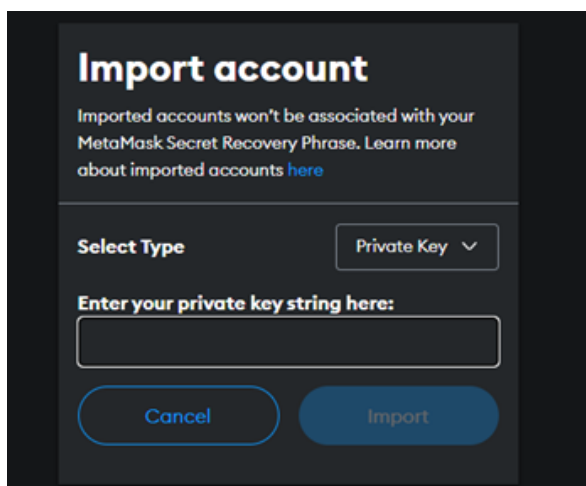 Import account
Imported accounts won't be associated with your
MetaMask Secret Recovery Phrase. Learn more
about imported accounts here
Select Type
Private Key
Enter your private key string here:
Cancel
Import